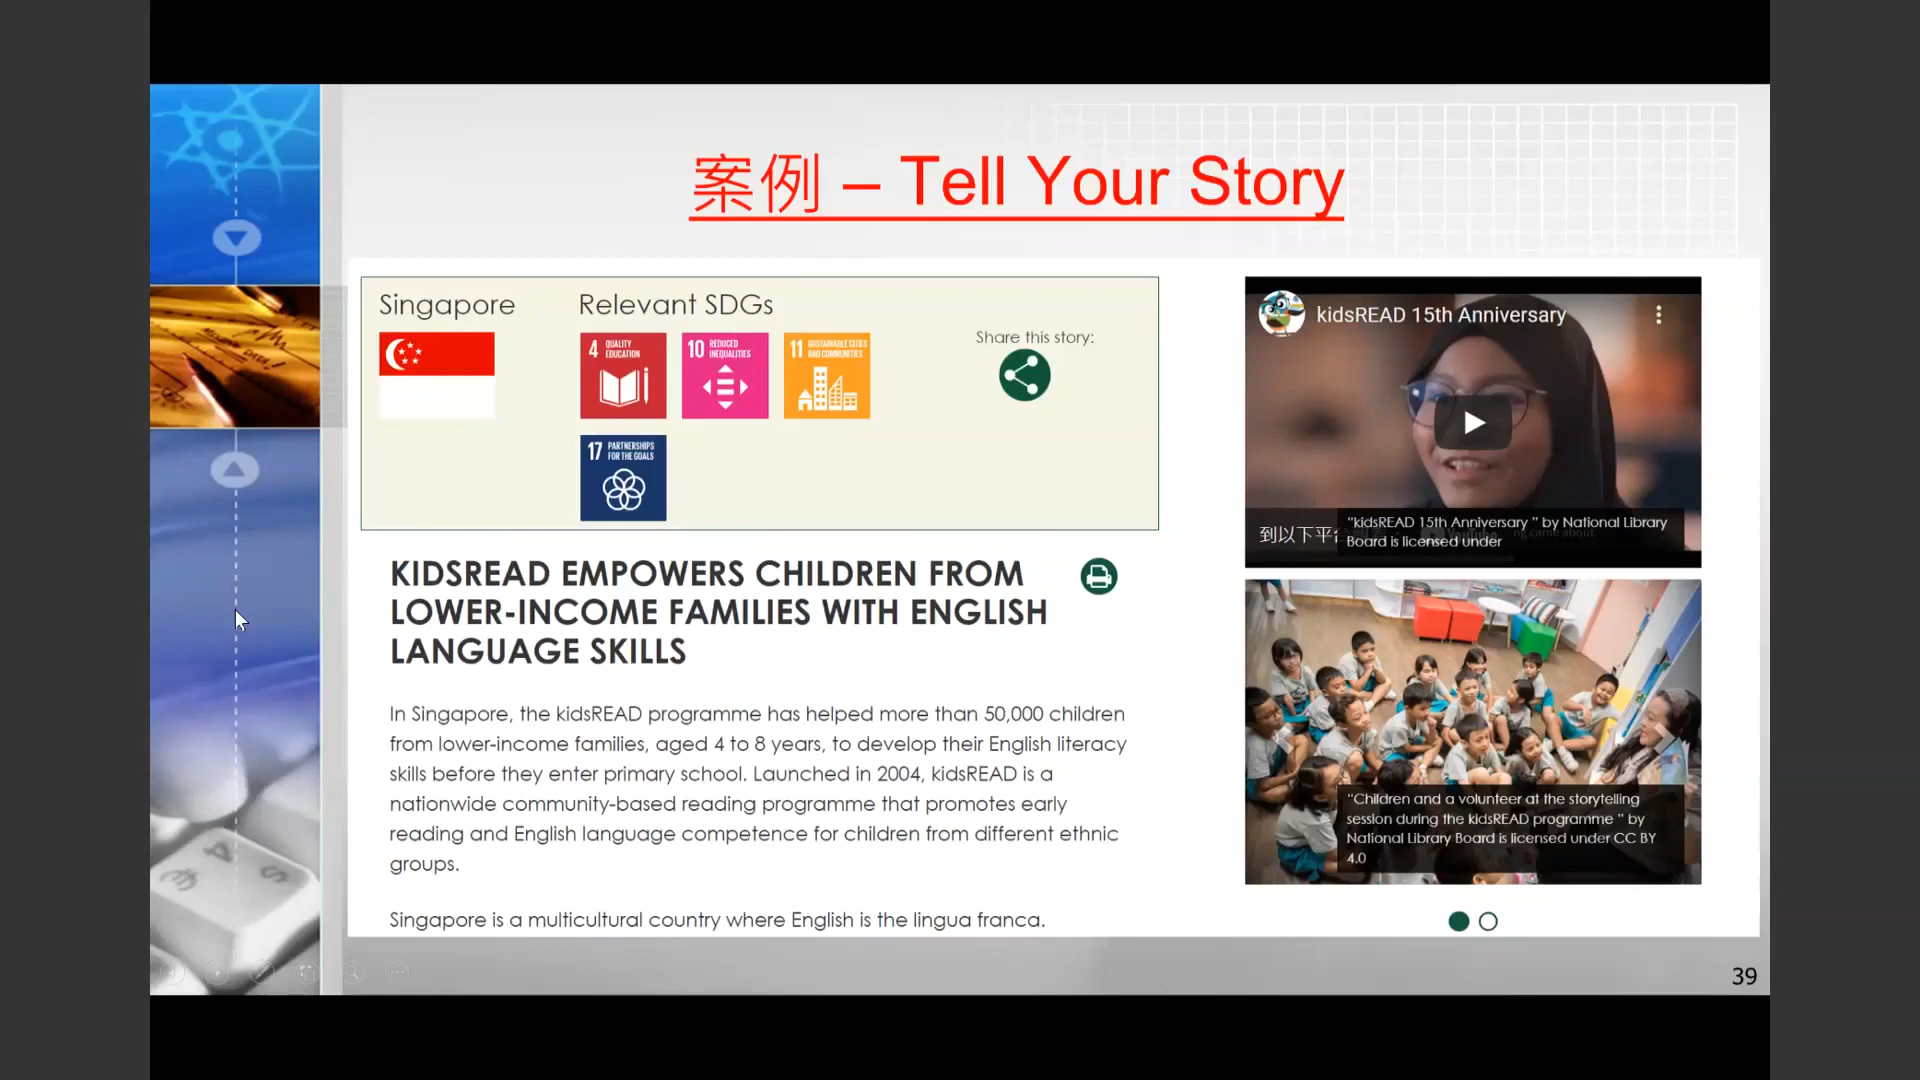 案例 – Tell Your Story
Singapore
Relevant SDGs
4 QUALITY EDUCATION
10 REDUCED INEQUALITIES
11 SUSTAINABLE CITIES AND COMMUNITIES
17 PARTNERSHIPS FOR THE GOALS
Share this story:
KIDSREAD EMPOWERS CHILDREN FROM
LOWER-INCOME FAMILIES WITH ENGLISH
LANGUAGE SKILLS
In Singapore, the kidsREAD programme has helped more than 50,000 children
from lower-income families, aged 4 to 8 years, to develop their English literacy
skills before they enter primary school. Launched in 2004, kidsREAD is a
nationwide community-based reading programme that promotes early
reading and English language competence for children from different ethnic
groups.
Singapore is a multicultural country where English is the lingua franca.
kidsREAD 15th Anniversary
到以下平
"kidsREAD 15th Anniversary " by National Library
Board is licensed under
"Children and a volunteer at the storytelling
session during the kidsREAD programme " by
National Library Board is licensed under CC BY
4.0
39